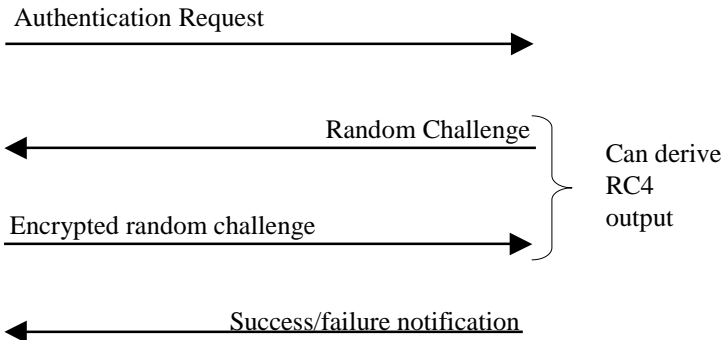 Authentication Request
Random Challenge
Encrypted random challenge
Can derive
RC4
output
Success/failure notification